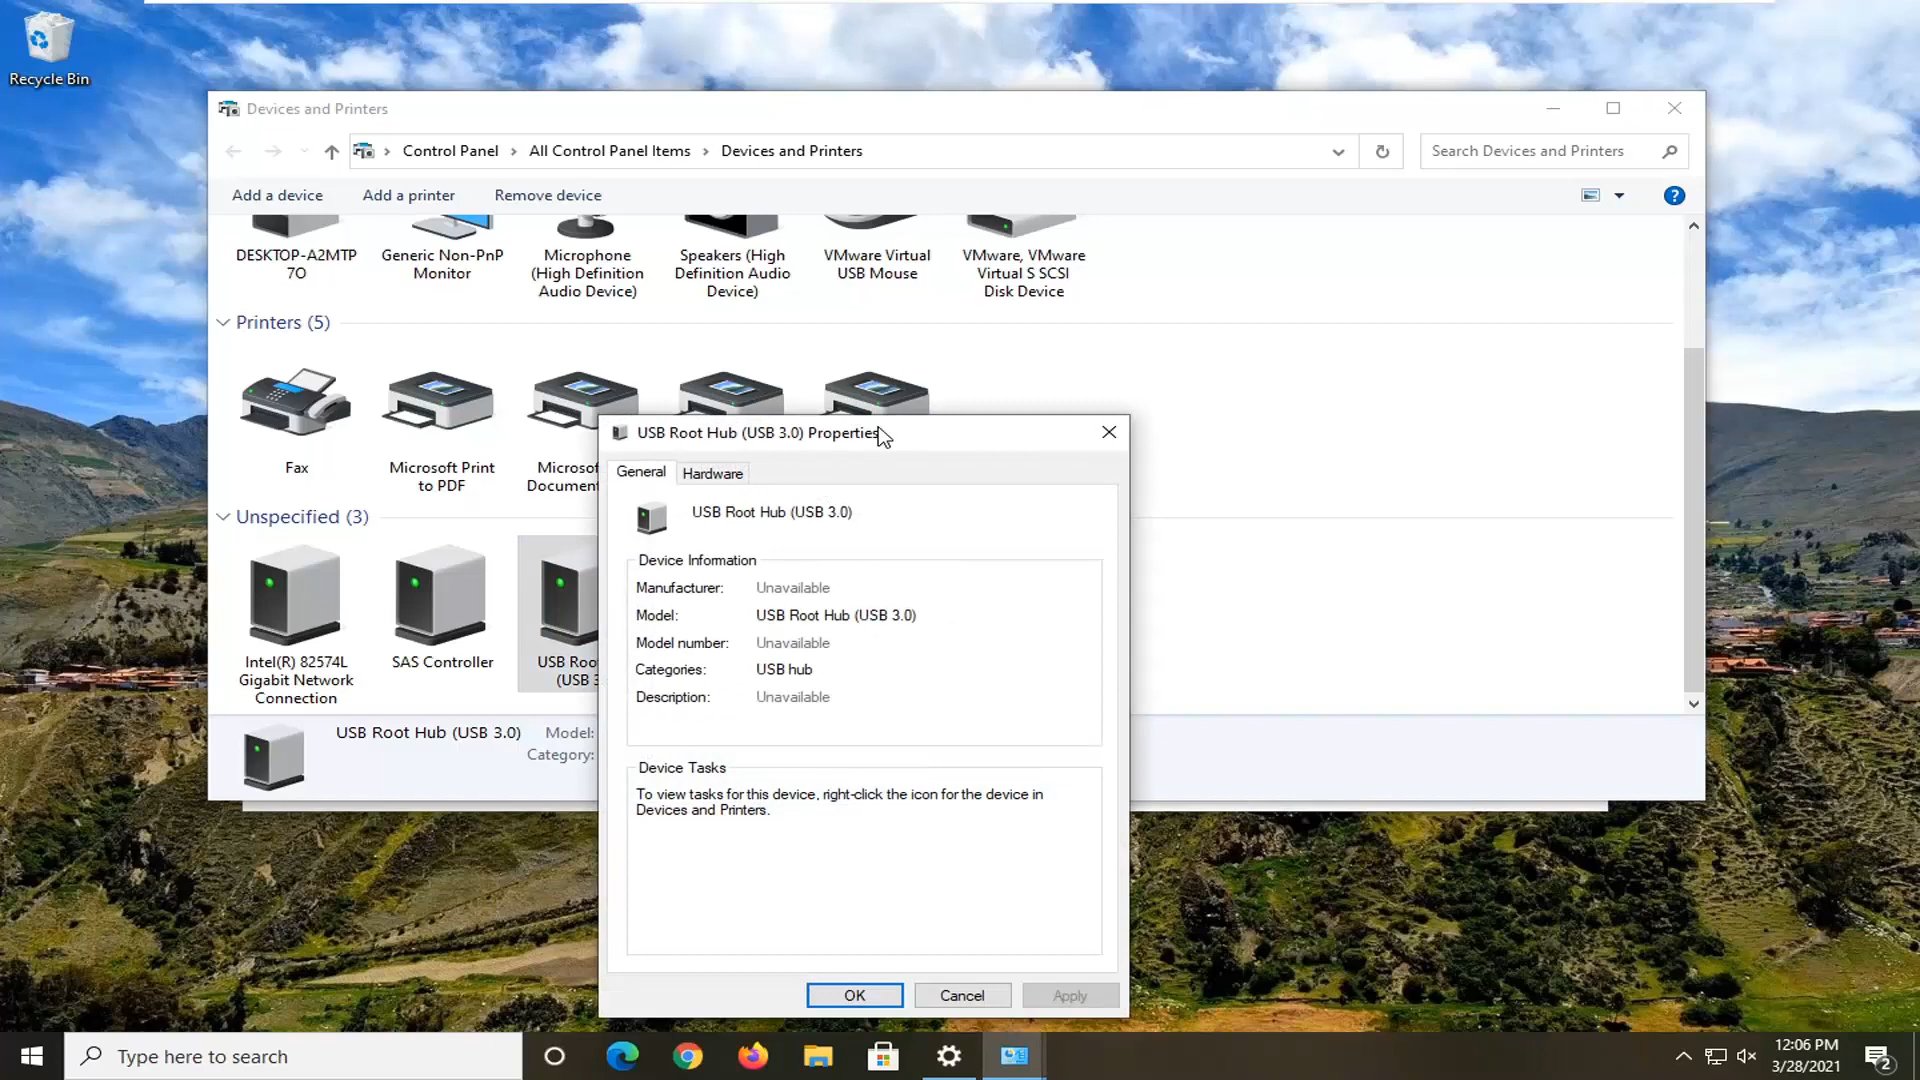 Recycle Bin
Devices and Printers
Control Panel
All Control Panel Items
Devices and Printers
Search Devices and Printers
Add a device
Add a printer
Remove device
DESKTOP-A2MTP
7O
Generic Non-PnP
Monitor
Microphone
(High Definition
Audio Device)
Speakers (High
Definition Audio
Device)
VMware Virtual
USB Mouse
VMware, VMware
Virtual S SCSI
Disk Device
Printers (5)
Fax
Microsoft Print
to PDF
Microsof
Document
Unspecified (3)
Intel(R) 82574L
Gigabit Network
Connection
SAS Controller
USB Roo
(USB 3
USB Root Hub (USB 3.0)
Model:
Category:
USB Root Hub (USB 3.0) Properties
General
Hardware
USB Root Hub (USB 3.0)
Device Information
Manufacturer: Unavailable
Model: USB Root Hub (USB 3.0)
Model number: Unavailable
Categories: USB hub
Description: Unavailable
Device Tasks
To view tasks for this device, right-click the icon for the device in
Devices and Printers.
OK
Cancel
Apply
Type here to search
12:06 PM
3/28/2021
2